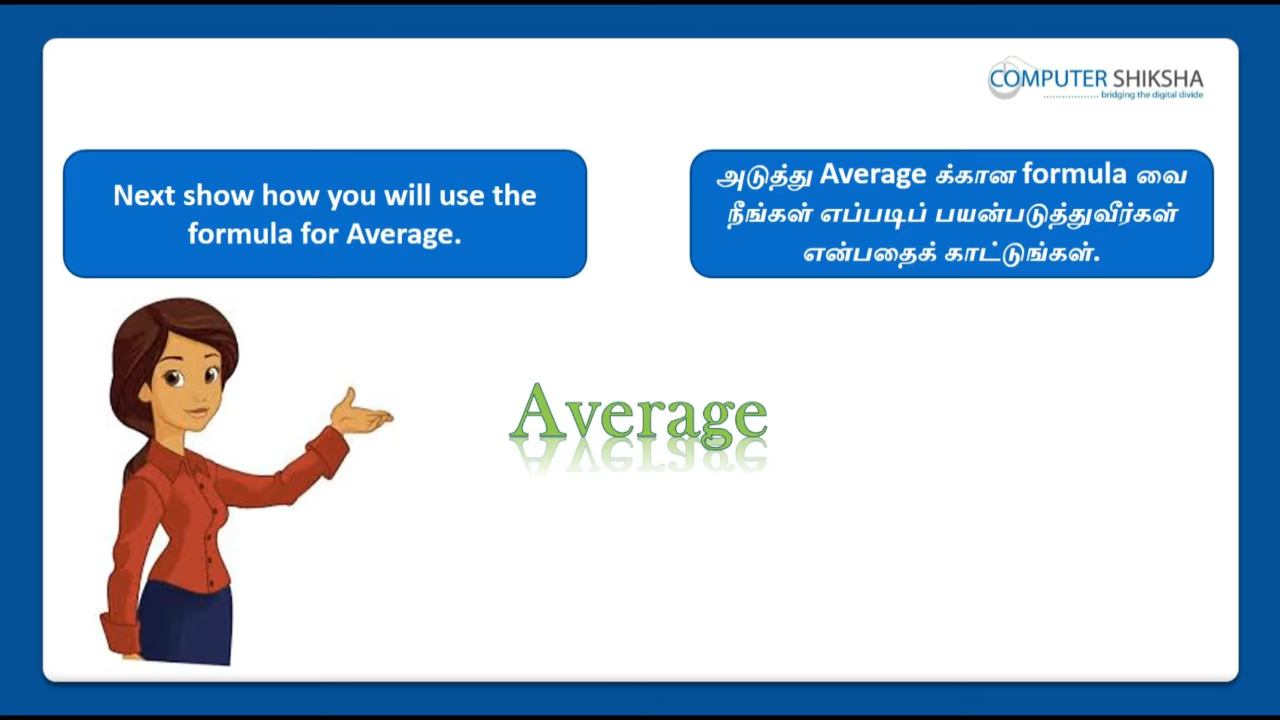 COMPUTER SHIKSHA
bridging the digital divide
Next show how you will use the
formula for Average.
அடுத்து Average க்கான formula வை
நீங்கள் எப்படிப் பயன்படுத்துவீர்கள்
என்பதைக் காட்டுங்கள்.
Average